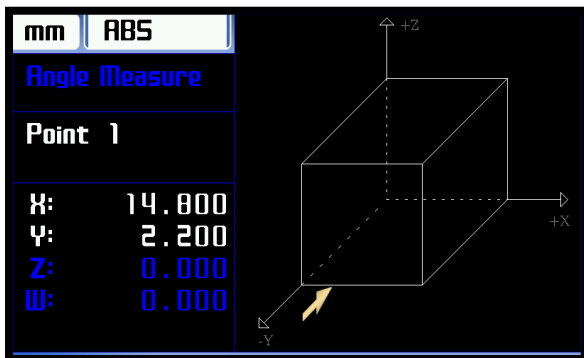 mm ABS
Angle Measure
Point 1
X: 14.800
Y: 2.200
Z: 0.000
W: 0.000
+Z
+X
-Y